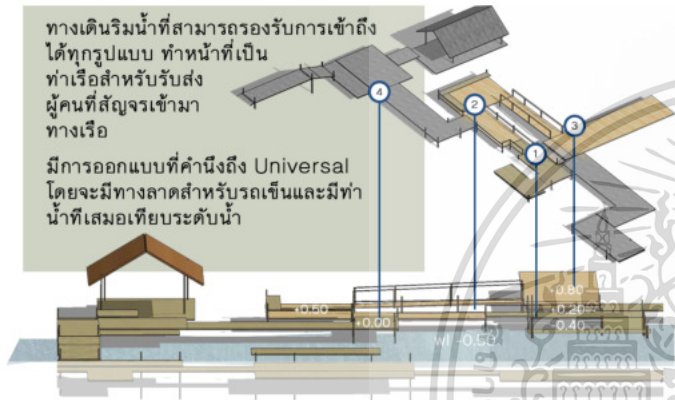 ทางเดินริมน้ำที่สามารถรองรับการเข้าถึง
ได้ทุกรูปแบบ ทำหน้าที่เป็น
ท่าเรือสำหรับรับส่ง
ผู้คนที่สัญจรเข้ามา
ทางเรือ
มีการออกแบบที่คำนึงถึง Universal
โดยจะมีทางลาดสำหรับรถเข็นและมีท่า
น้ำที่เสมอเทียบระดับน้ำ
4
2
3
1
+0.80
+0.50
+0.20
+0.00
-0.40
wl -0.50